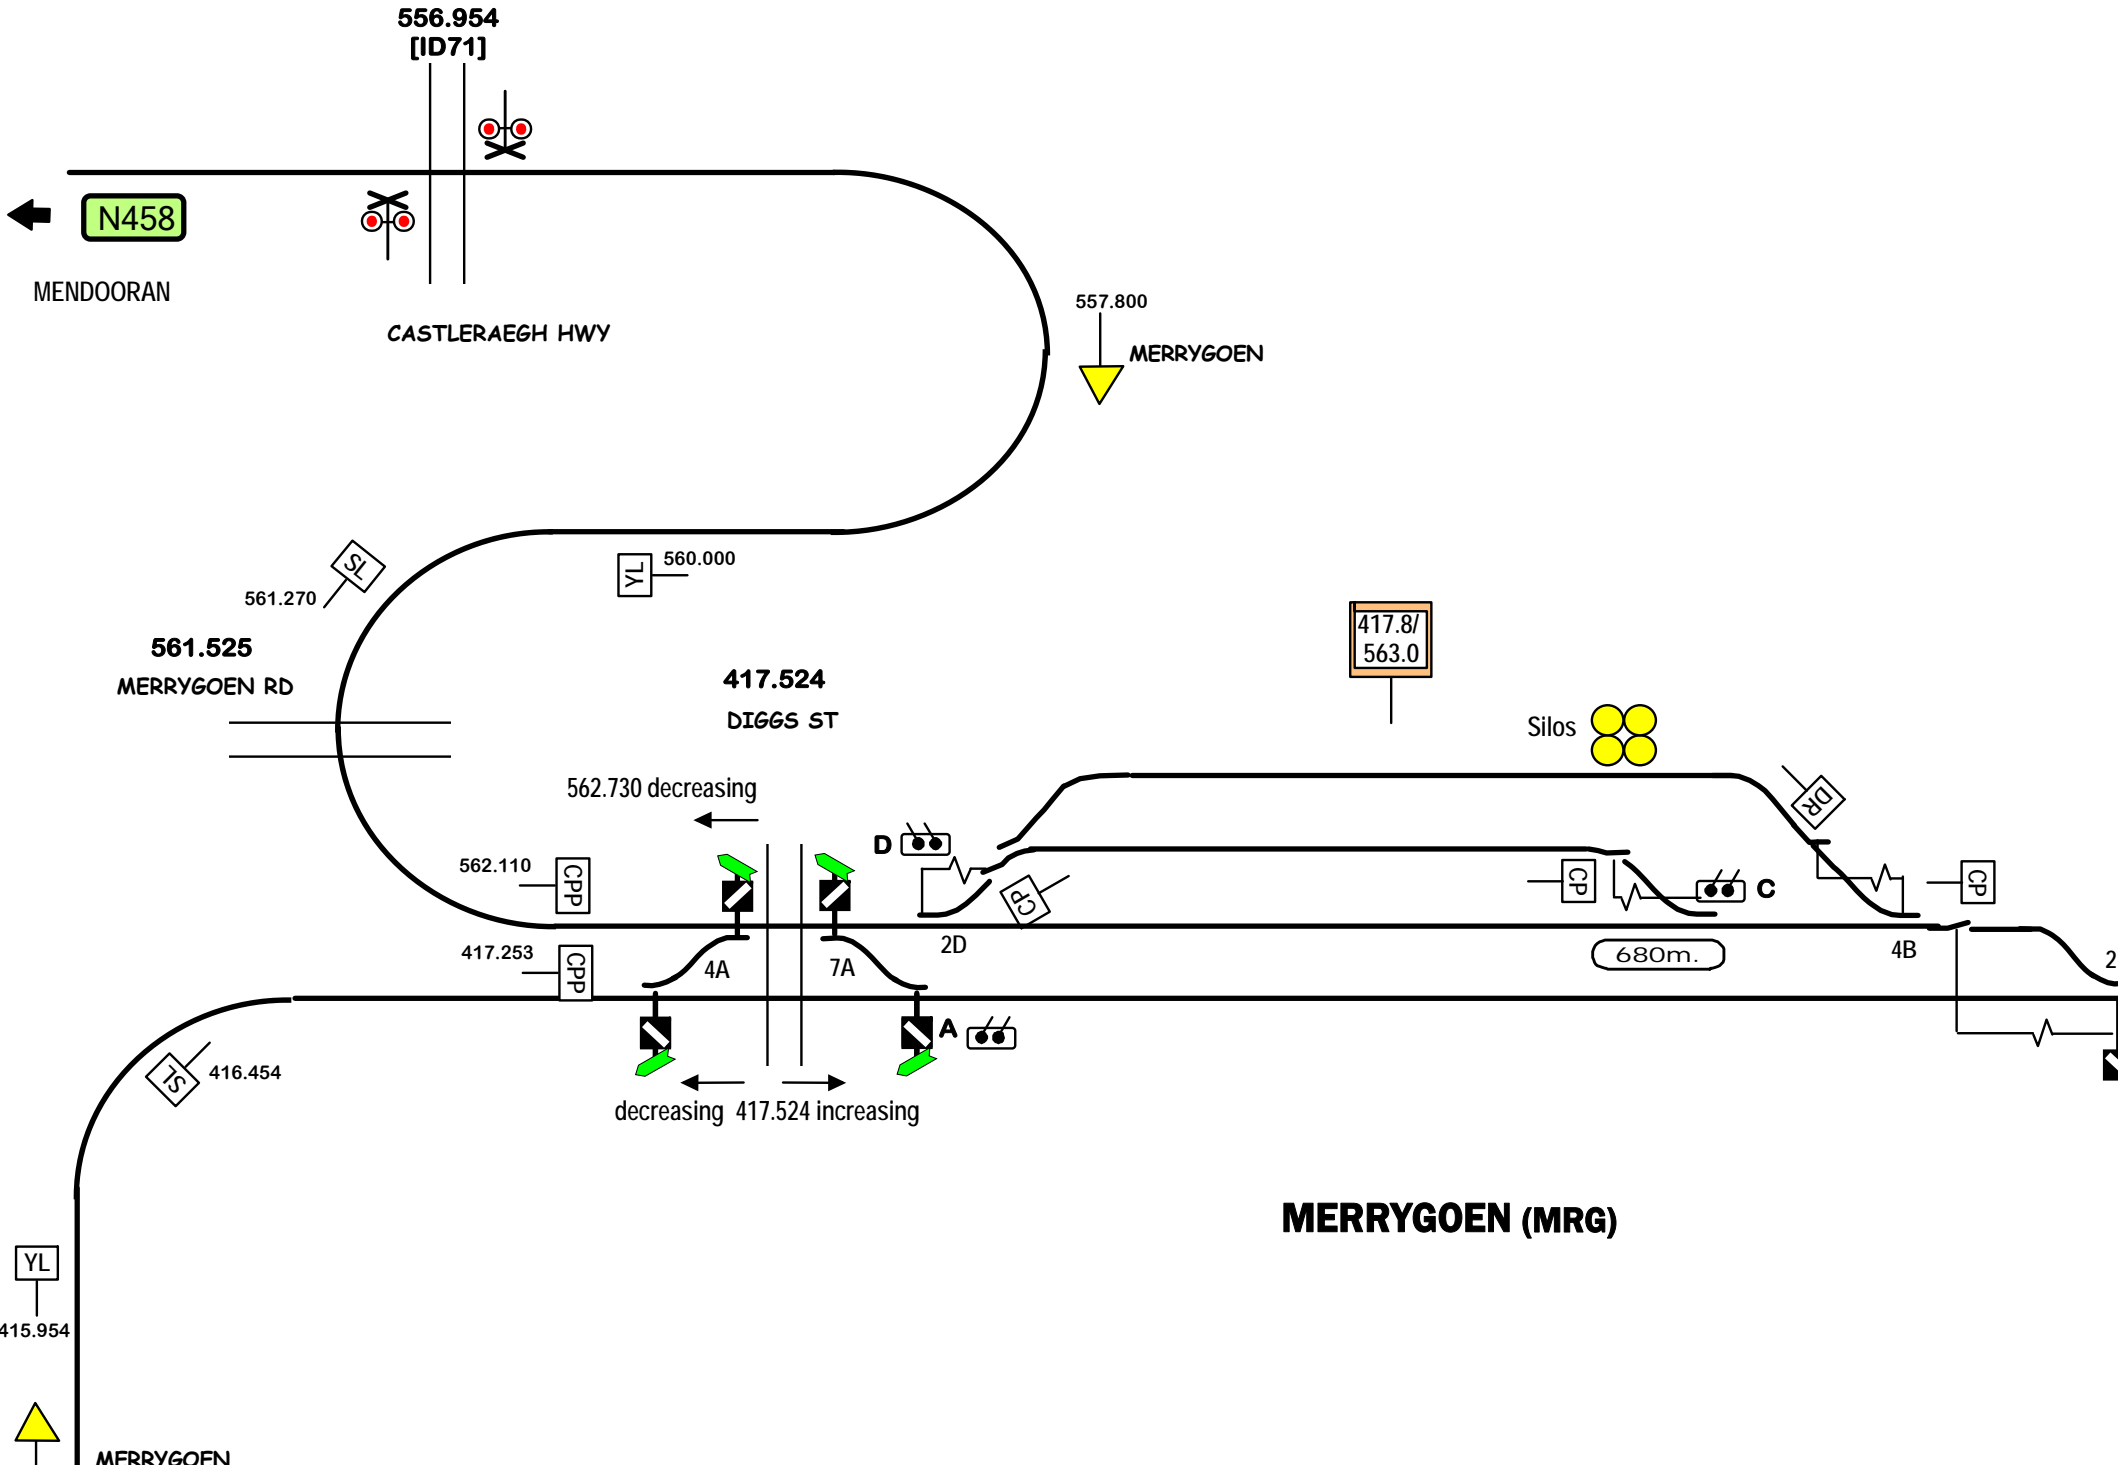 556.954
[ID71]
N458
MENDOORAN
CASTLERAEGH HWY
557.800
MERRYGOEN
SL
561.270
YL
560.000
561.525
MERRYGOEN RD
417.524
DIGGS ST
417.8/
563.0
Silos
562.730 decreasing
DR
D
562.110
CPP
CP
CP
C
CP
2D
4B
680m.
417.253
CPP
4A
7A
2
SL
416.454
A
decreasing 417.524 increasing
MERRYGOEN (MRG)
YL
415.954
MERRYGOEN